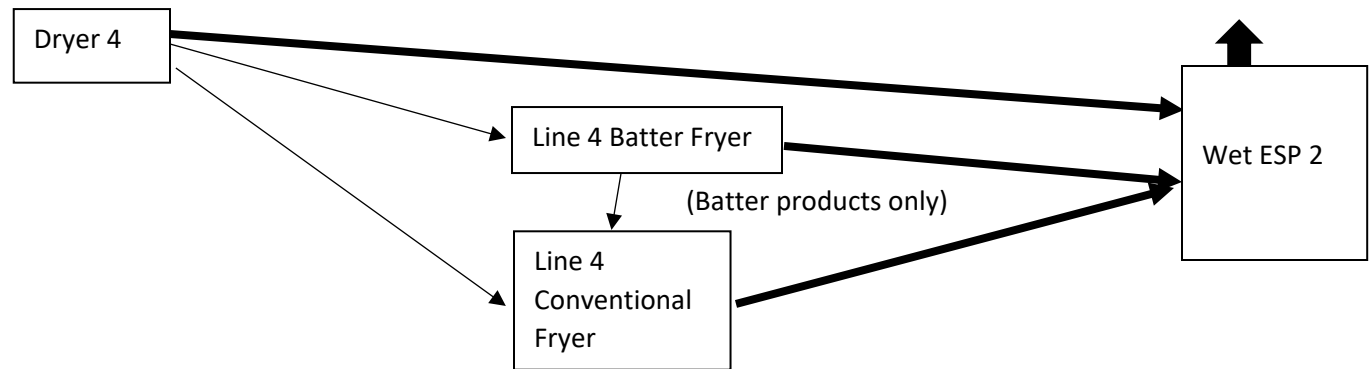 Dryer 4
Line 4 Batter Fryer
Wet ESP 2
(Batter products only)
Line 4
Conventional
Fryer